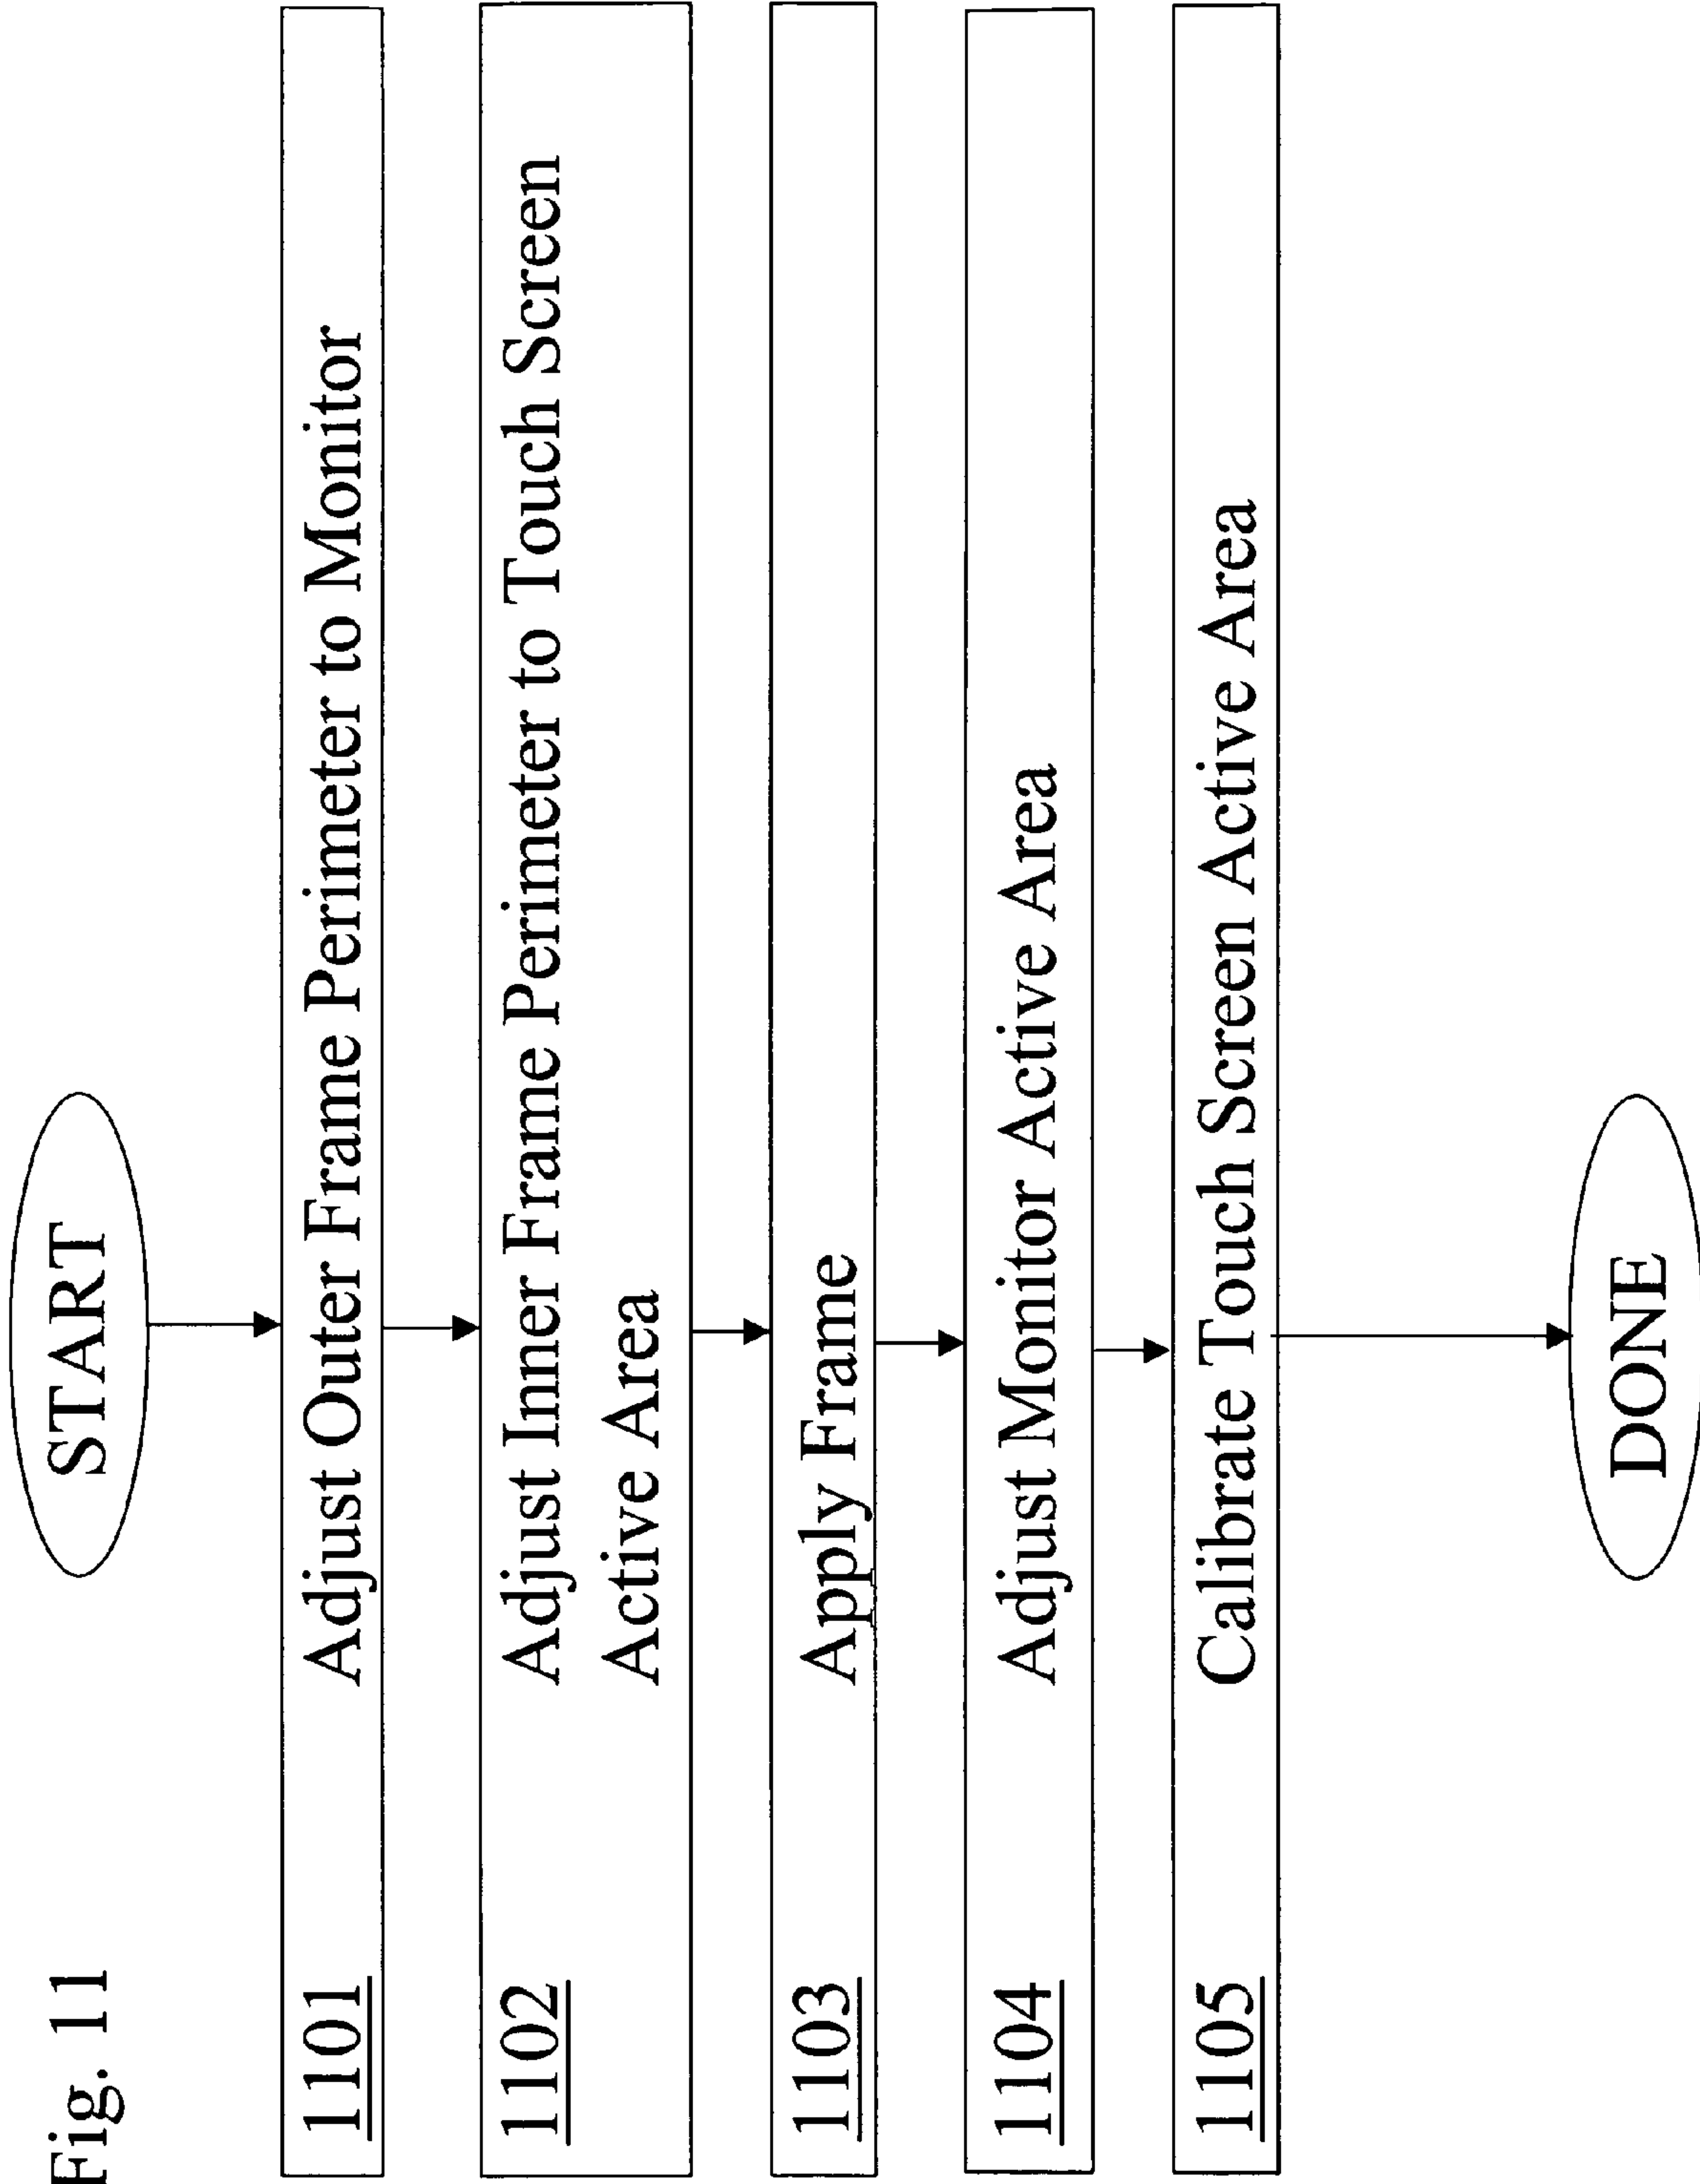 Fig. 11
START
1101 Adjust Outer Frame Perimeter to Monitor
1102 Adjust Inner Frame Perimeter to Touch Screen
Active Area
1103 Apply Frame
1104 Adjust Monitor Active Area
1105 Calibrate Touch Screen Active Area
DONE